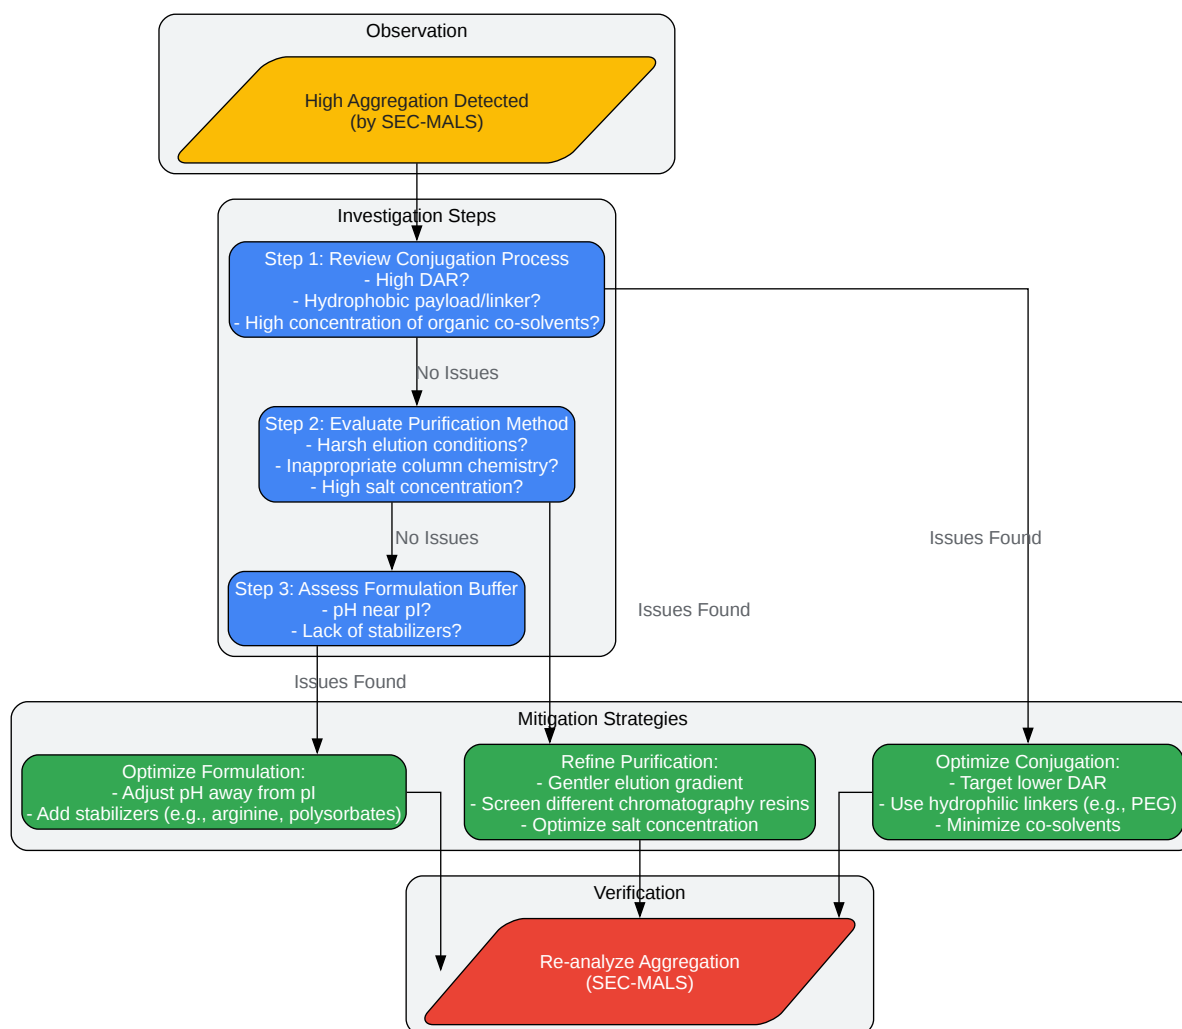 Observation
High Aggregation Detected
(by SEC-MALS)
Investigation Steps
Step 1: Review Conjugation Process
- High DAR?
- Hydrophobic payload/linker?
- High concentration of organic co-solvents?
No Issues
Step 2: Evaluate Purification Method
- Harsh elution conditions?
- Inappropriate column chemistry?
- High salt concentration?
No Issues
Issues Found
Step 3: Assess Formulation Buffer
- pH near pI?
- Lack of stabilizers?
Issues Found
Issues Found
Mitigation Strategies
Optimize Formulation:
- Adjust pH away from pI
- Add stabilizers (e.g., arginine, polysorbates)
Refine Purification:
- Gentler elution gradient
- Screen different chromatography resins
- Optimize salt concentration
Optimize Conjugation:
- Target lower DAR
- Use hydrophilic linkers (e.g., PEG)
- Minimize co-solvents
Verification
Re-analyze Aggregation
(SEC-MALS)